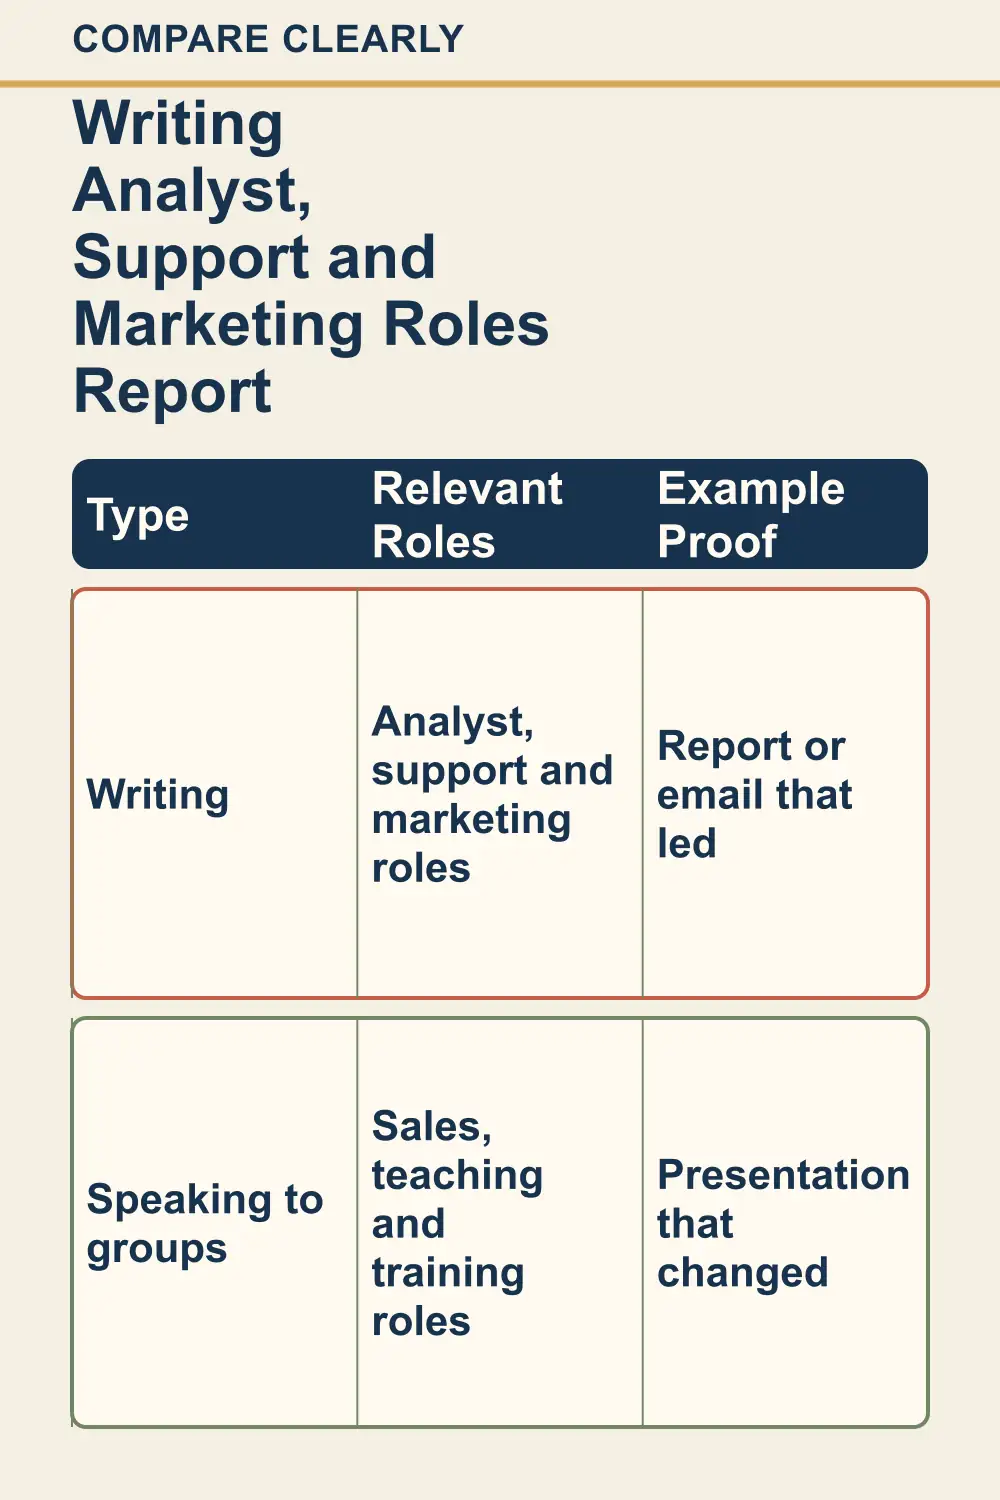 COMPARE CLEARLY
Writing
Analyst,
Support and
Marketing Roles
Report
Type
Relevant
Roles
Example
Proof
Writing
Analyst,
support and
marketing
roles
Report or
email that
led
Speaking to
groups
Sales,
teaching
and
training
roles
Presentation
that
changed